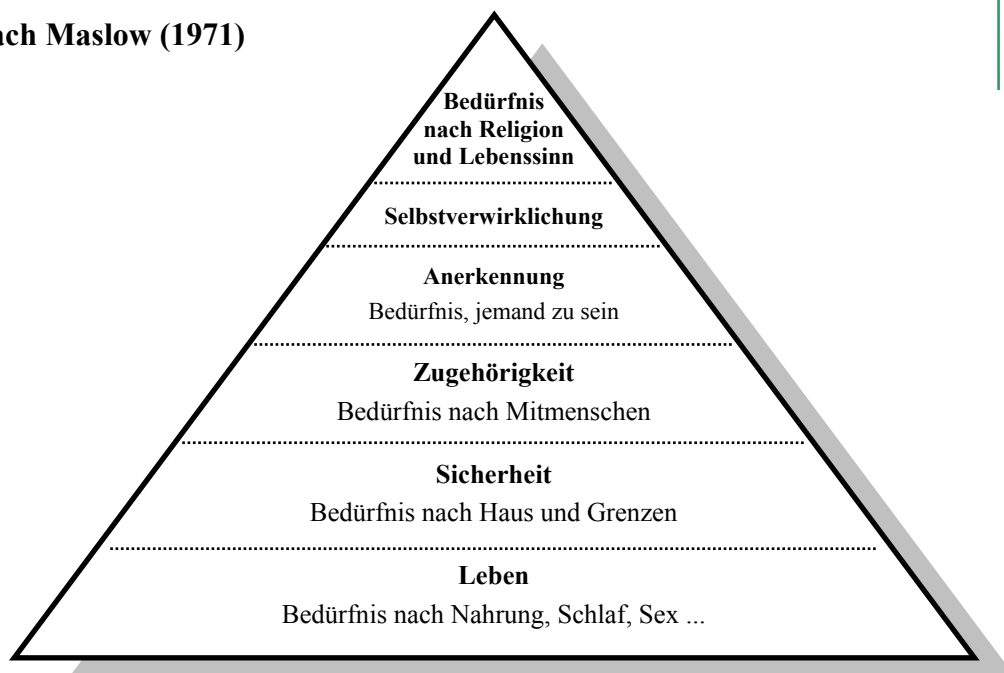 ach Maslow (1971)
Bedürfnis
nach Religion
und Lebenssinn
Selbstverwirklichung
Anerkennung
Bedürfnis, jemand zu sein
Zugehörigkeit
Bedürfnis nach Mitmenschen
Sicherheit
Bedürfnis nach Haus und Grenzen
Leben
Bedürfnis nach Nahrung, Schlaf, Sex ...